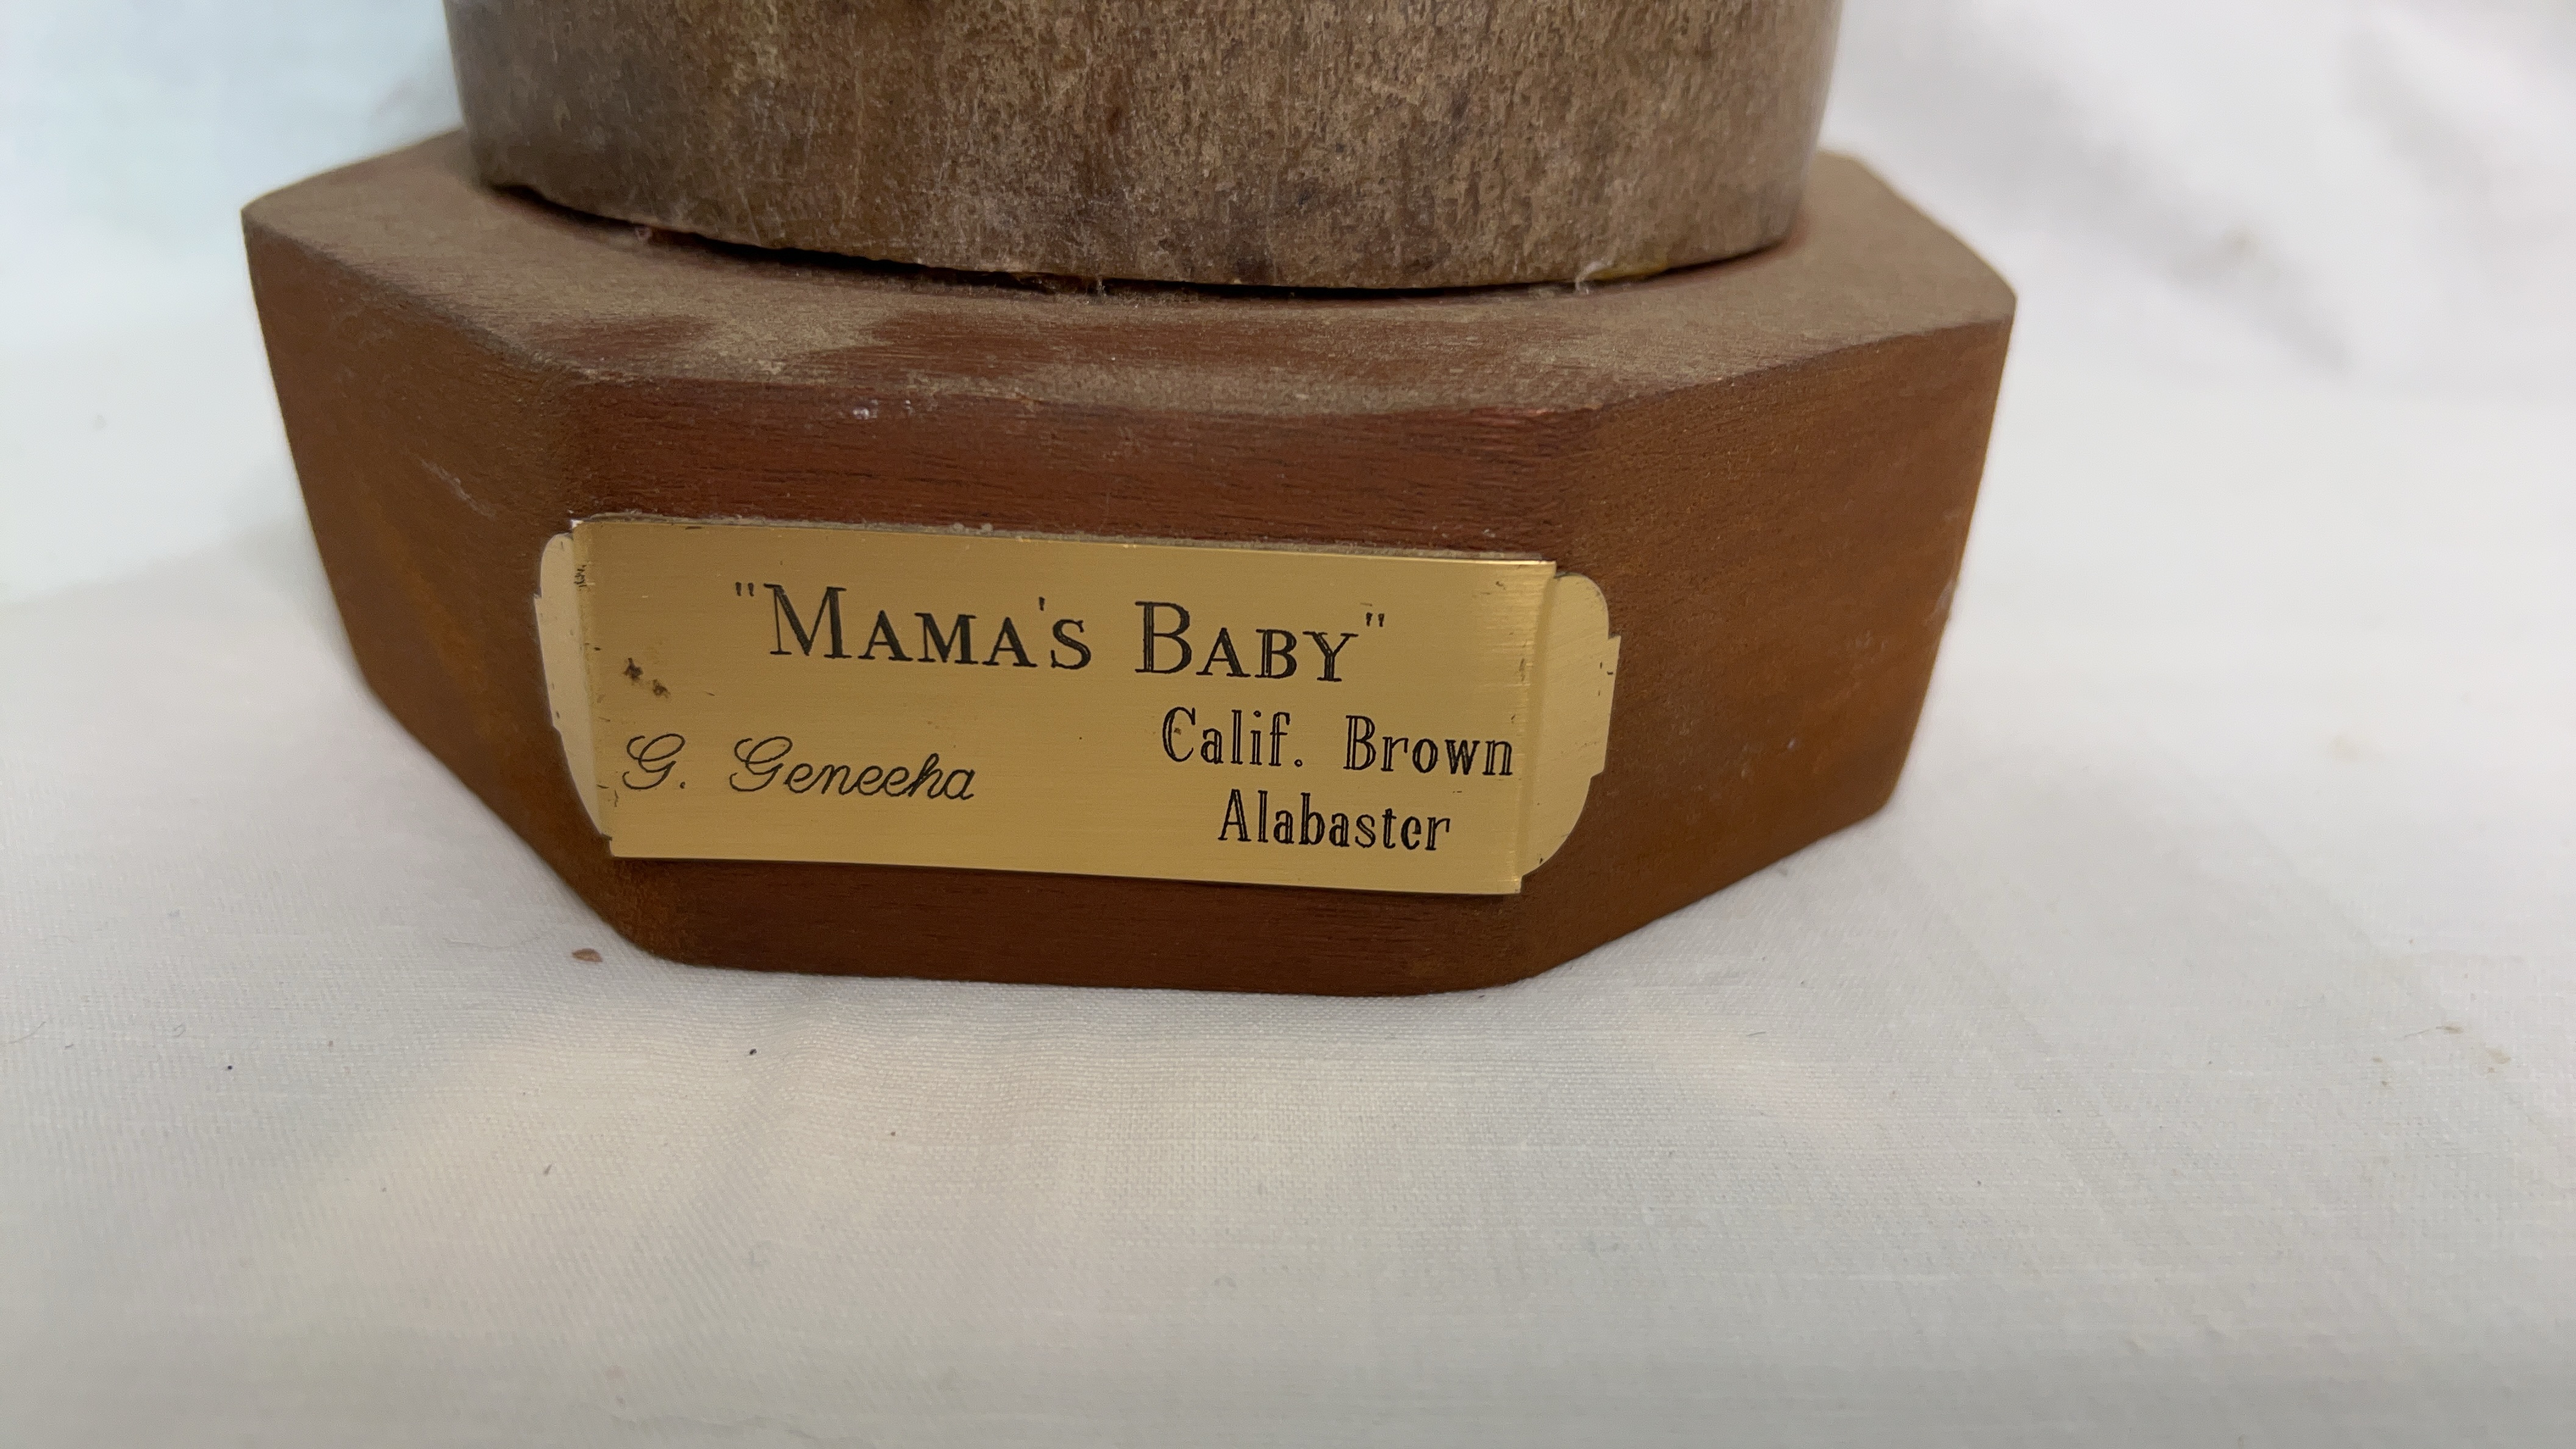 "MAMA'S BABY"
G. Geneeha
Calif. Brown
Alabaster